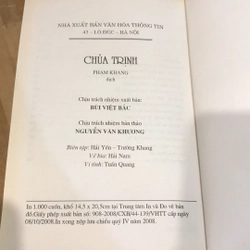 NHÀ XUẤT BẢN VĂN HÓA THÔNG TIN
43 - LÒ ĐÚC - HÀ NỘI
CHÚA TRỊNH
PHẠM KHANG
dịch
Chịu trách nhiệm xuất bản:
BÙI VIỆT BẮC
Chịu trách nhiệm bản thảo
NGUYỄN VĂN KHƯƠNG
Biên tập: Hải Yến - Trường Khang
Vẽ bìa: Hải Nam
Vi tính: Tuấn Quang
In 1.000 cuốn, khổ 14,5 x 20,5cm tại Trung tâm In và Đo vẽ bản
đồ.Giấy phép xuất bản số: 908-2008/CXB/44-139/VHTT cấp ngày
06/10/2008.In xong nộp lưu chiểu quý IV năm 2008.